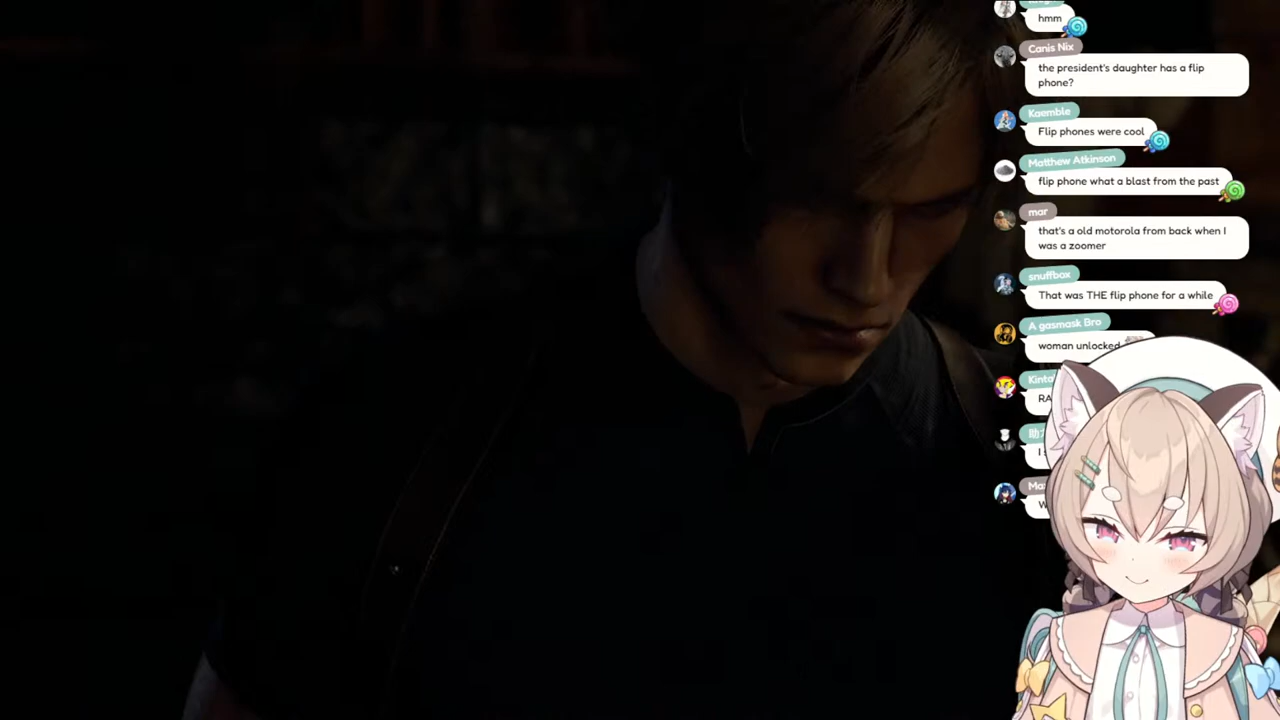 hmm
Canis Nix
the president's daughter has a flip
phone?
Kaemble
Flip phones were cool
Matthew Atkinson
flip phone what a blast from the past
mar
that's a old motorola from back when I
was a zoomer
snuffbox
That was THE flip phone for a while
A gasmask Bro
woman unlocked